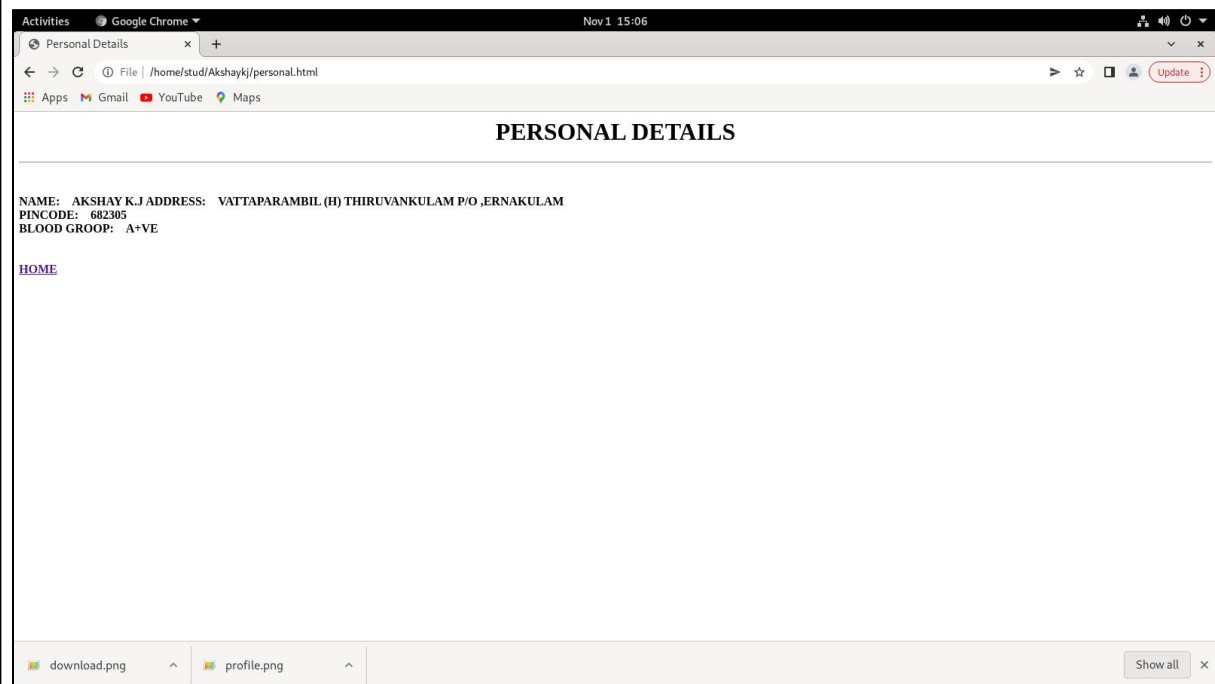 Activities Google Chrome Nov 1 15:06
Personal Details
File /home/stud/Akshaykj/personal.html Update
Apps Gmail YouTube Maps
PERSONAL DETAILS
NAME: AKSHAY K.J ADDRESS: VATTAPARAMBIL (H) THIRUVANKULAM P/O ,ERNAKULAM
PINCODE: 682305
BLOOD GROOP: A+VE
HOME
download.png profile.png Show all